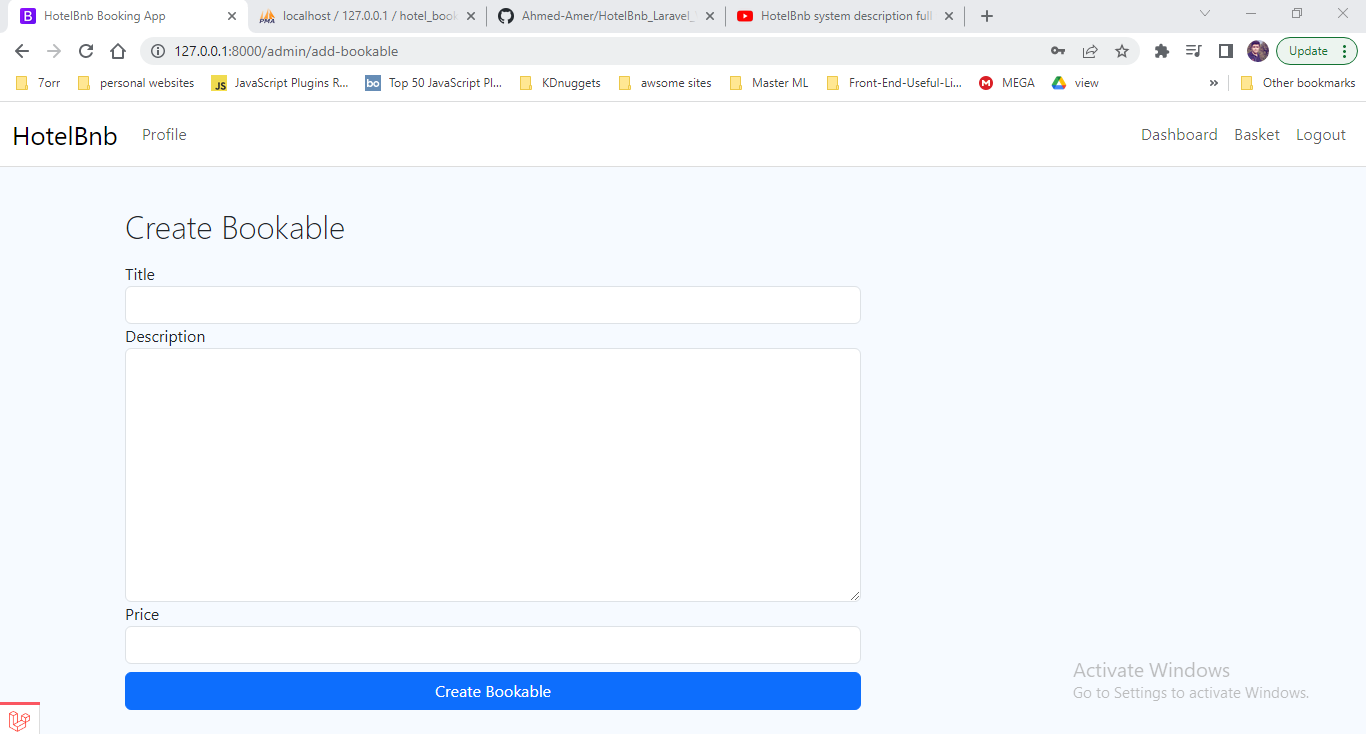 HotelBnb Booking App
localhost / 127.0.0.1 / hotel_book
Ahmed-Amer/HotelBnb_Laravel_
HotelBnb system description full
127.0.0.1:8000/admin/add-bookable
Update
7orr
personal websites
JS
JavaScript Plugins R...
bo
Top 50 JavaScript Pl...
KDnuggets
awsome sites
Master ML
Front-End-Useful-Li...
MEGA
view
»
Other bookmarks
HotelBnb
Profile
Dashboard
Basket
Logout
Create Bookable
Title
Description
Price
Create Bookable
Activate Windows
Go to Settings to activate Windows.